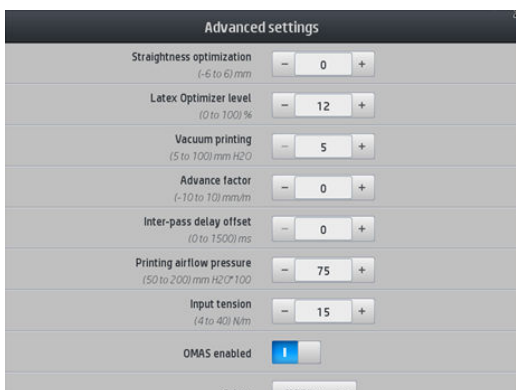 Advanced settings
Straightness optimization
(-6 to 6) mm
- 0 +
Latex Optimizer level
(0 to 100) %
- 12 +
Vacuum printing
(5 to 100) mm H2O
- 5 +
Advance factor
(-10 to 10) mm/m
- 0 +
Inter-pass delay offset
(0 to 1500) ms
- 0 +
Printing airflow pressure
(50 to 200) mm H2O*100
- 75 +
Input tension
(4 to 40) N/m
- 15 +
OMAS enabled
I